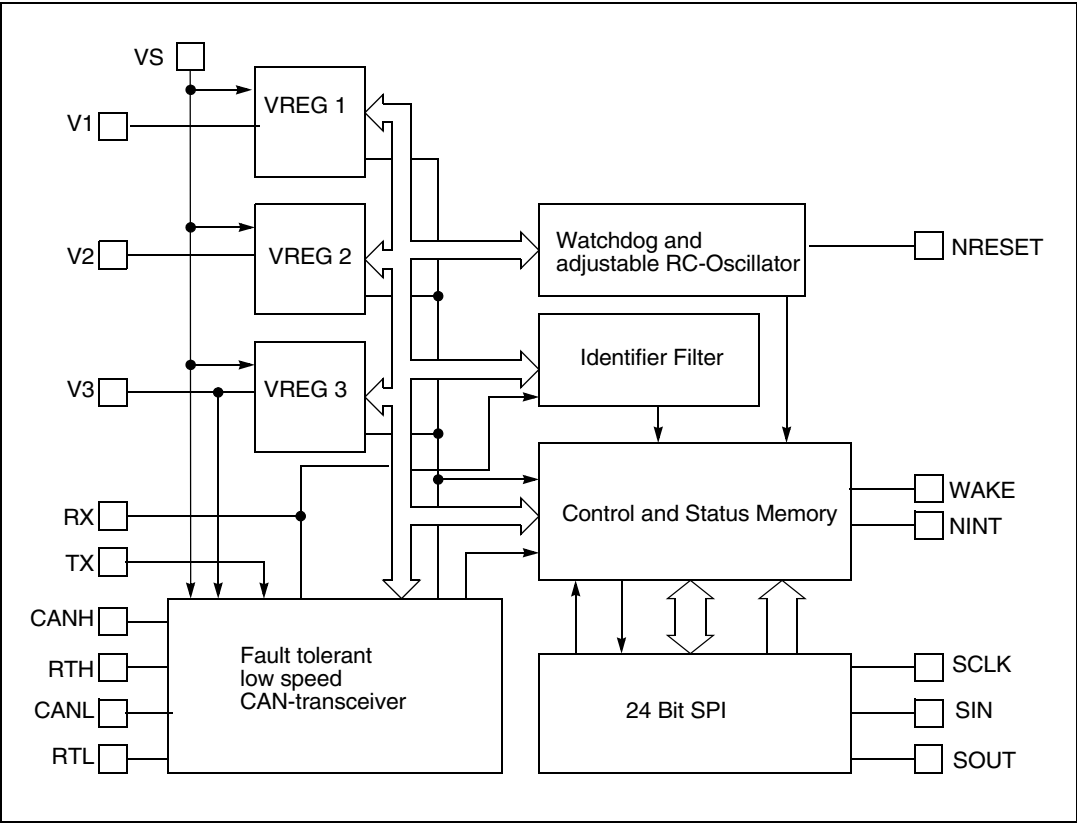 VS
VREG 1
V1
V2
VREG 2
Watchdog and
adjustable RC-Oscillator
NRESET
Identifier Filter
V3
VREG 3
RX
TX
Control and Status Memory
WAKE
NINT
CANH
RTH
CANL
RTL
Fault tolerant
low speed
CAN-transceiver
24 Bit SPI
SCLK
SIN
SOUT